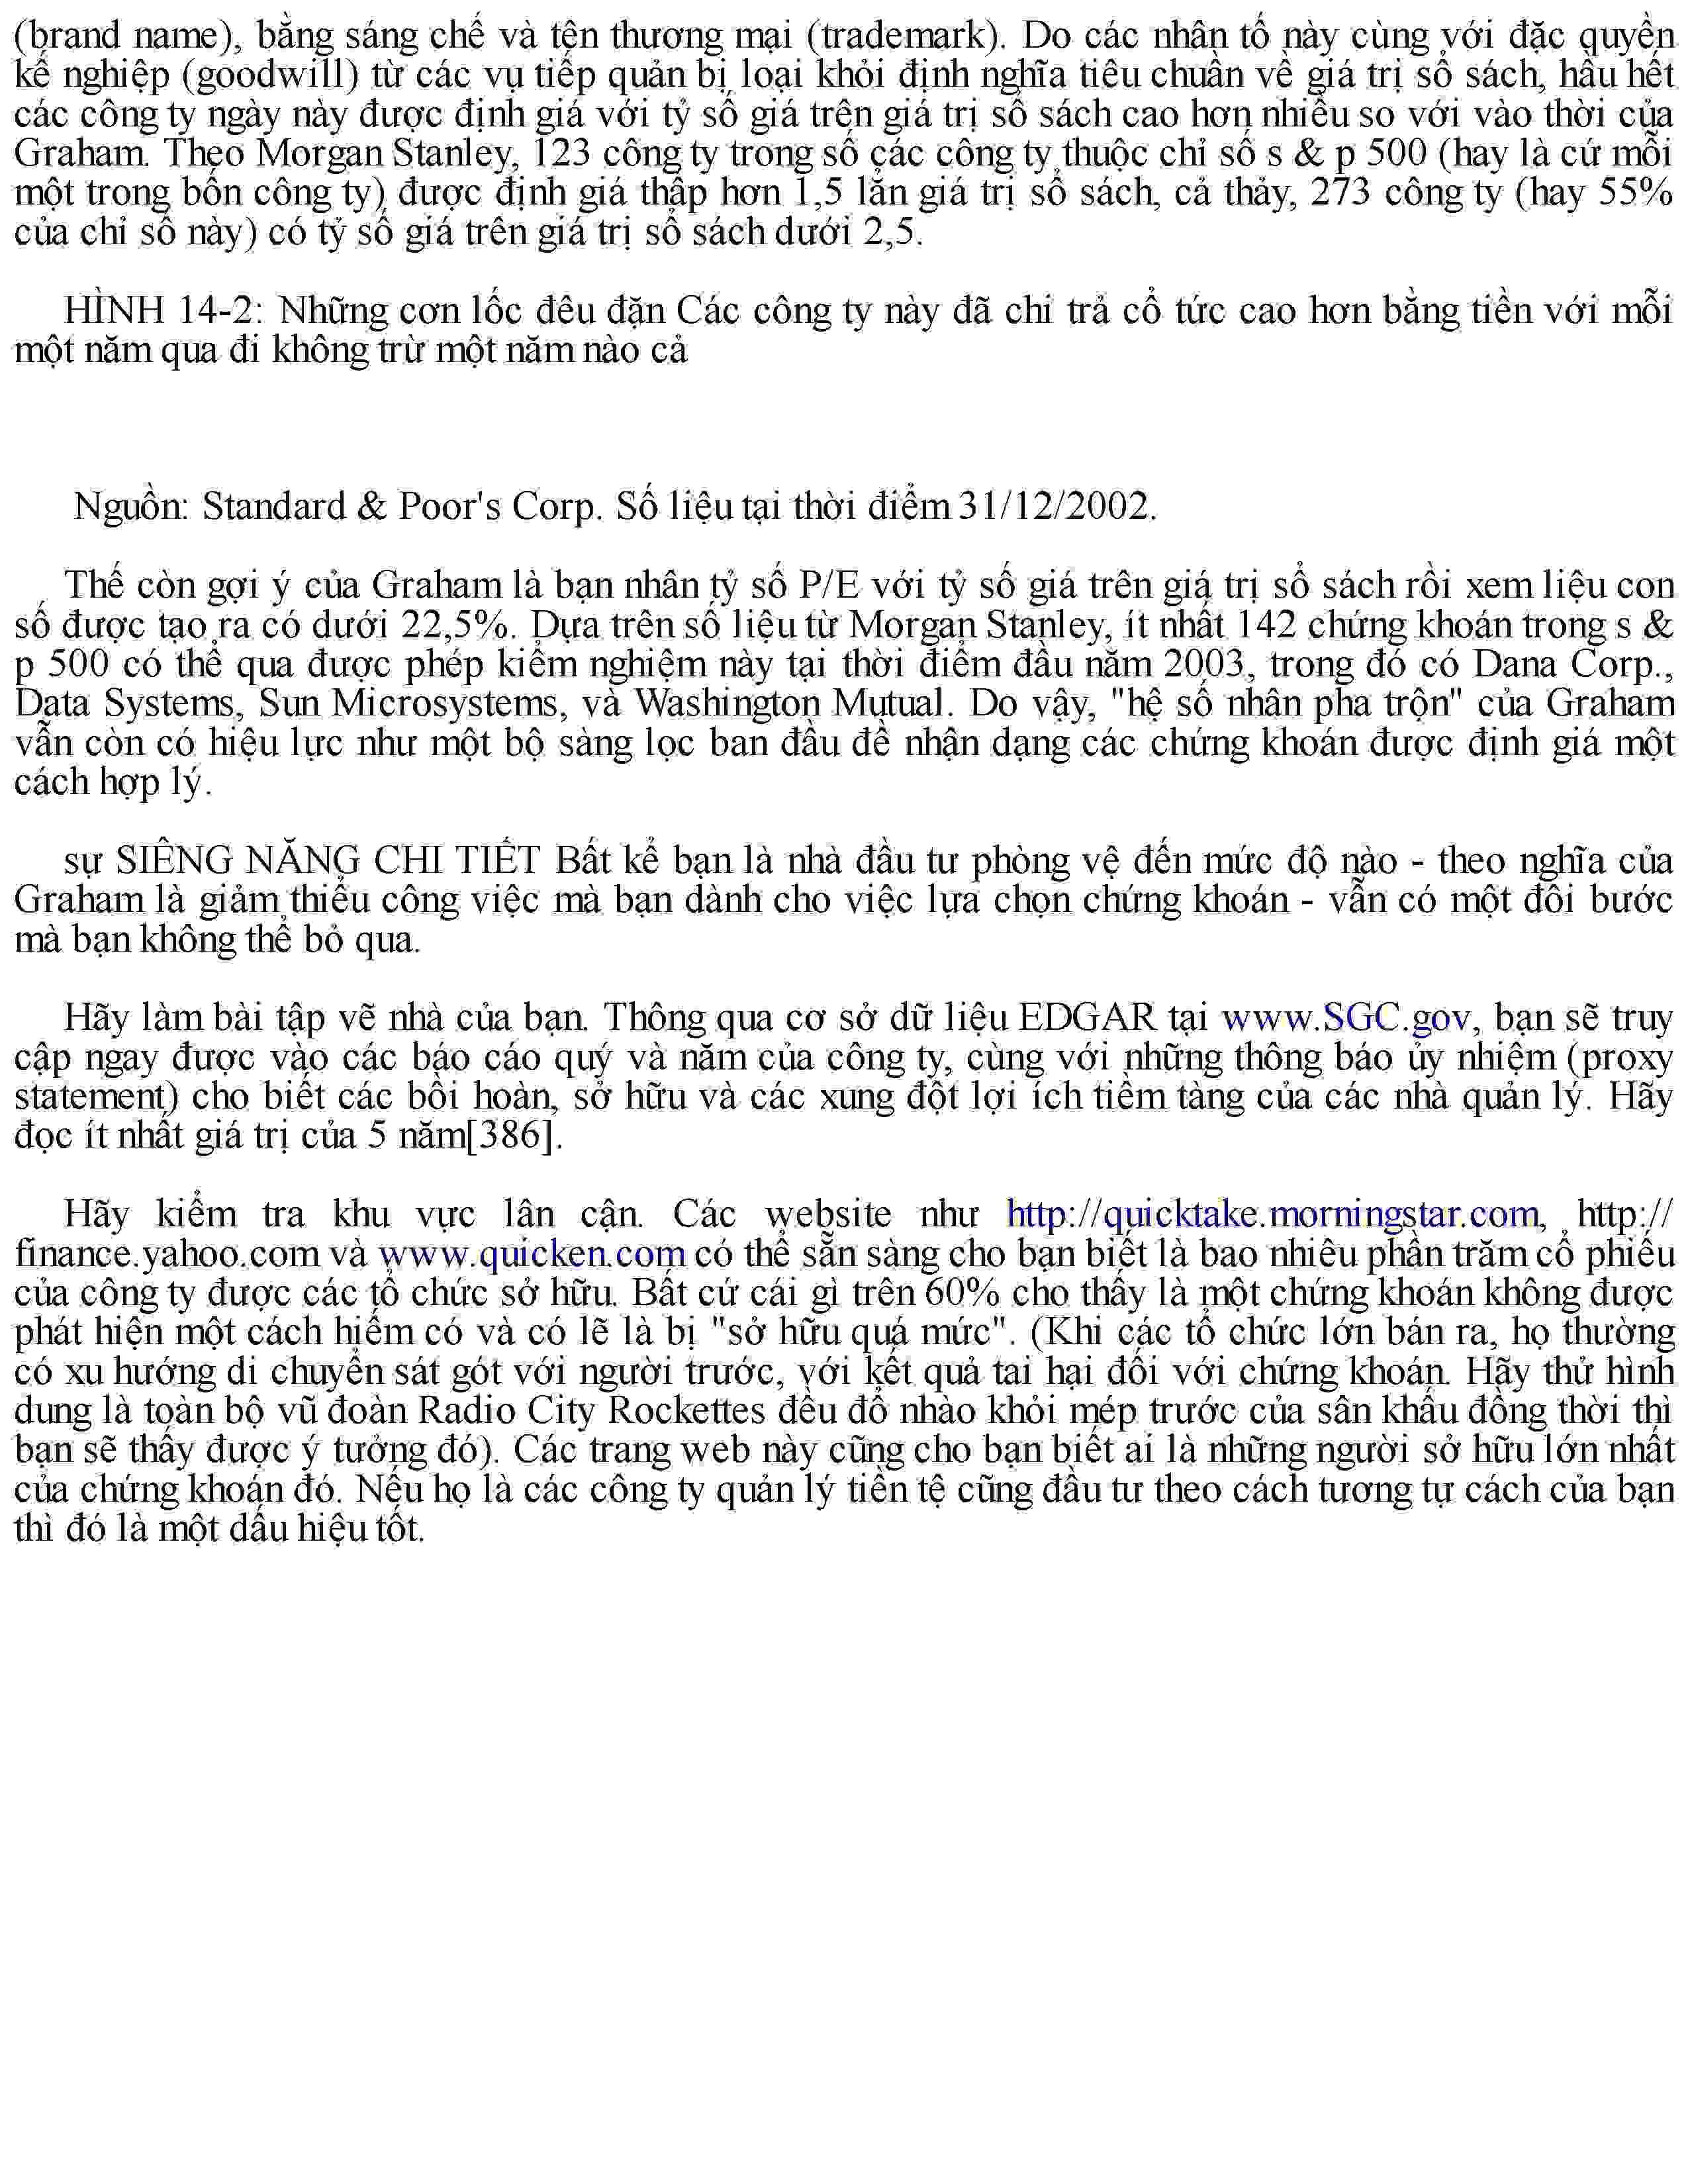 (brand name), bằng sáng chế và tện thương mại (trademark). Do các nhân tố này cùng với đặc quyền
kế nghiệp (goodwill) từ các vụ tiếp quản bị loại khỏi định nghĩa tiêu chuẩn về giá trị sổ sách, hầu hết
các công ty ngày này được định giá với tỷ số giá trên giá trị sổ sách cao hơn nhiều so với vào thời của
Graham. Theo Morgan Stanley, 123 công ty trong số các công ty thuộc chỉ số s & p 500 (hay là cứ mỗi
một trong bốn công ty) được định giá thấp hơn 1,5 lần giá trị sổ sách, cả thảy, 273 công ty (hay 55%
của chỉ số này) có tỷ số giá trên giá trị sổ sách dưới 2,5.
HÌNH 14-2: Những cơn lốc đều đặn Các công ty này đã chi trả cổ tức cao hơn bằng tiền với mỗi
một năm qua đi không trừ một năm nào cả
Nguồn: Standard & Poor's Corp. Số liệu tại thời điểm 31/12/2002.
Thế còn gợi ý của Graham là bạn nhân tỷ số P/E với tỷ số giá trên giá trị sổ sách rồi xem liệu con
số được tạo ra có dưới 22,5%. Dựa trên số liệu từ Morgan Stanley, ít nhất 142 chứng khoán trong s &
p 500 có thể qua được phép kiểm nghiệm này tại thời điểm đầu năm 2003, trong đó có Dana Corp.,
Data Systems, Sun Microsystems, và Washington Mutual. Do vậy, "hệ số nhân pha trộn" của Graham
vẫn còn có hiệu lực như một bộ sàng lọc ban đầu để nhận dạng các chứng khoán được định giá một
cách hợp lý.
sự SIÊNG NĂNG CHI TIẾT Bất kể bạn là nhà đầu tư phòng vệ đến mức độ nào - theo nghĩa của
Graham là giảm thiểu công việc mà bạn dành cho việc lựa chọn chứng khoán - vẫn có một đôi bước
mà bạn không thể bỏ qua.
Hãy làm bài tập vẽ nhà của bạn. Thông qua cơ sở dữ liệu EDGAR tại www.SGC.gov, bạn sẽ truy
cập ngay được vào các báo cáo quý và năm của công ty, cùng với những thông báo ủy nhiệm (proxy
statement) cho biết các bồi hoàn, sở hữu và các xung đột lợi ích tiềm tàng của các nhà quản lý. Hãy
đọc ít nhất giá trị của 5 năm[386].
Hãy kiểm tra khu vực lân cận. Các website như http://quicktake.morningstar.com, http://
finance.yahoo.com và www.quicken.com có thể sẵn sàng cho bạn biết là bao nhiêu phần trăm cổ phiếu
của công ty được các tổ chức sở hữu. Bất cứ cái gì trên 60% cho thấy là một chứng khoán không được
phát hiện một cách hiếm có và có lẽ là bị "sở hữu quá mức". (Khi các tổ chức lớn bán ra, họ thường
có xu hướng di chuyển sát gót với người trước, với kết quả tai hại đối với chứng khoán. Hãy thử hình
dung là toàn bộ vũ đoàn Radio City Rockettes đều đổ nhào khỏi mép trước của sân khấu đồng thời thì
bạn sẽ thấy được ý tưởng đó). Các trang web này cũng cho bạn biết ai là những người sở hữu lớn nhất
của chứng khoán đó. Nếu họ là các công ty quản lý tiền tệ cũng đầu tư theo cách tương tự cách của bạn
thì đó là một dấu hiệu tốt.